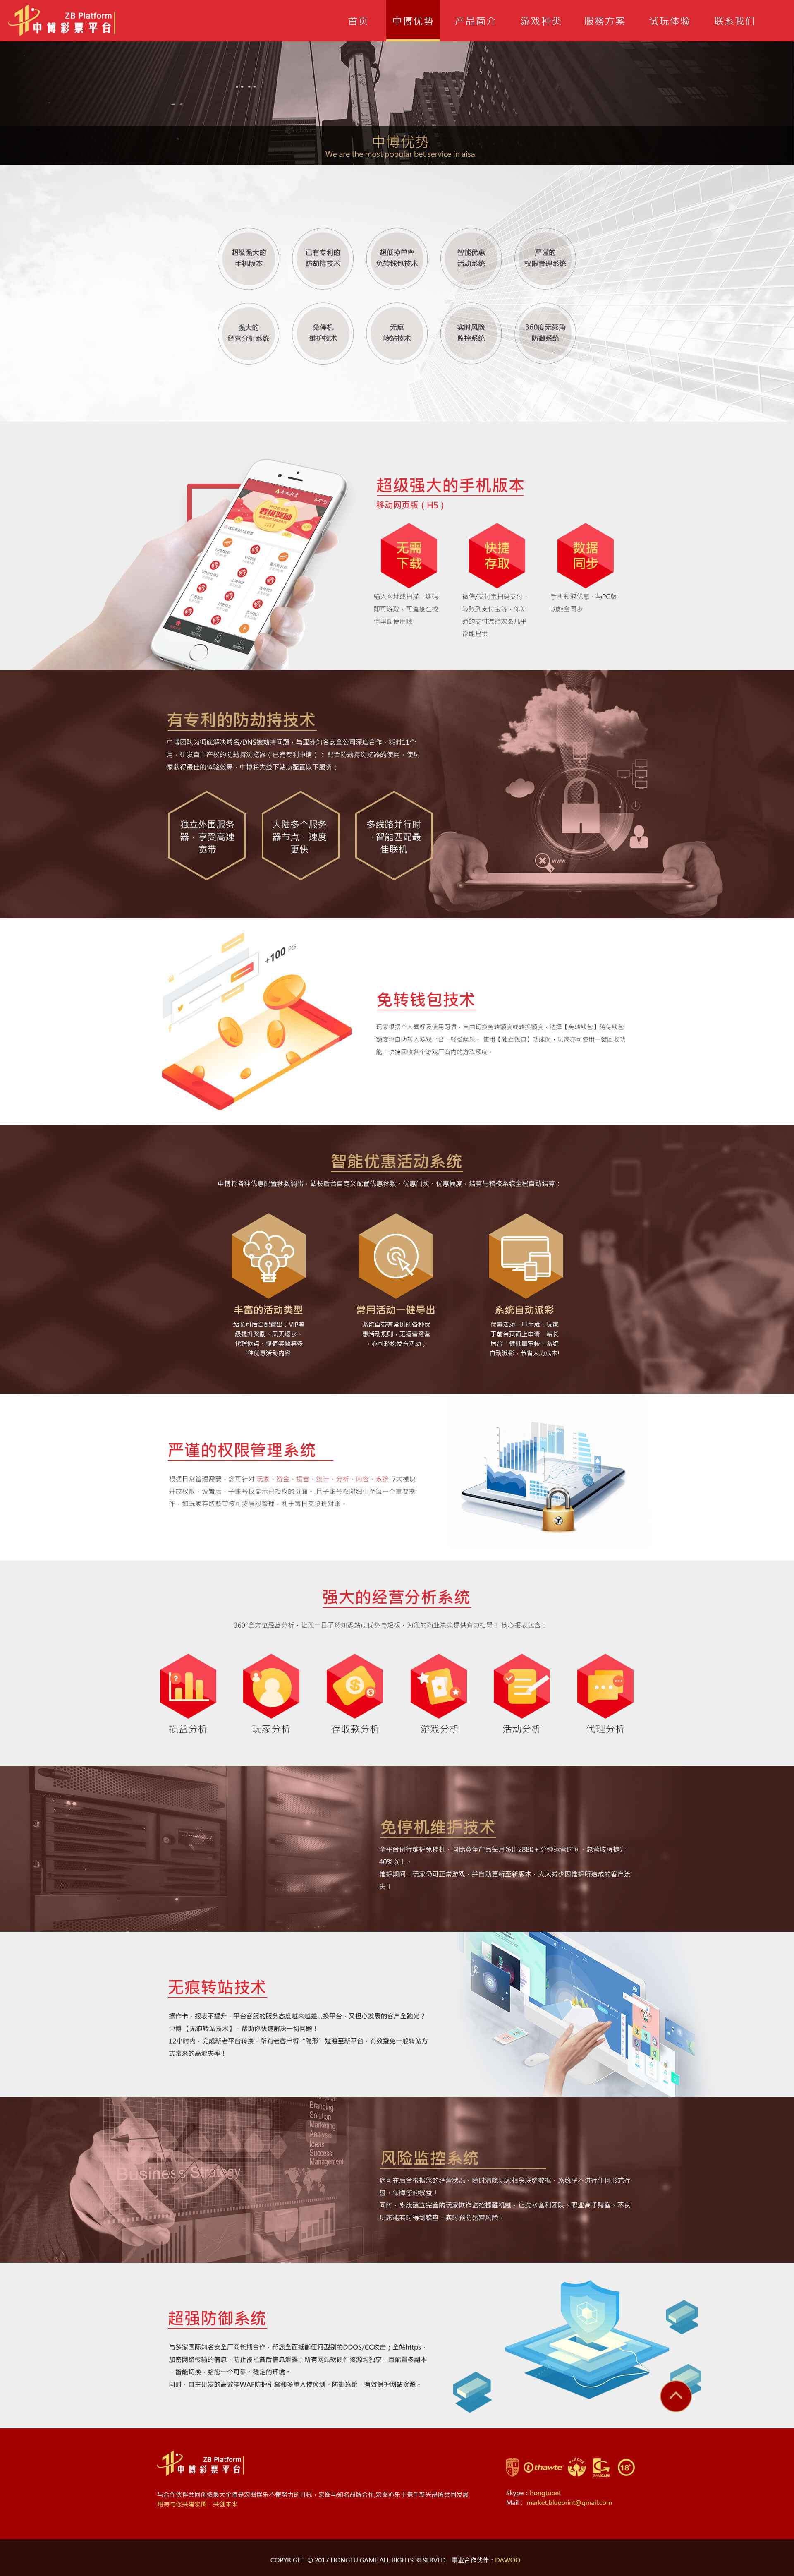 ZB Platform
中博彩票平台
首页 中博优势 产品简介 游戏种类 服務方案 试玩体验 联系我们
中博优势
We are the most popular bet service in aisa.
超级强大的
手机版本
已有专利的
防劫持技术
超低掉单率
免转钱包技术
智能优惠
活动系统
严谨的
权限管理系统
强大的
经营分析系统
免停机
维护技术
无痕
转站技术
实时风险
监控系统
360度无死角
防御系统
超级强大的手机版本
移动网页版（H5）
无需
下载
快捷
存取
数据
同步
输入网址或扫描二维码
即可游戏，可直接在微
信里面使用哦
微信/支付宝扫码支付、
转账到支付宝等，你知
道的支付渠道宏图几乎
都能提供
手机领取优惠，与PC版
功能全同步
有专利的防劫持技术
中博团队为彻底解决域名/DNS被劫持问题，与亚洲知名安全公司深度合作，耗时11个
月，研发自主产权的防劫持浏览器（已有专利申请）； 配合防劫持浏览器的使用，使玩
家获得最佳的体验效果，中博将为线下站点配置以下服务：
独立外围服务
器，享受高速
宽带
大陆多个服务
器节点，速度
更快
多线路并行时
，智能匹配最
佳联机
www
+100 pts
免转钱包技术
玩家根据个人喜好及使用习惯，自由切换免转额度或转换额度，选择【免转钱包】随身钱包
额度将自动转入游戏平台，轻松娱乐。 使用【独立钱包】功能时，玩家亦可使用一键回收功
能，快捷回收各个游戏厂商内的游戏额度。
智能优惠活动系统
中博将各种优惠配置参数调出，站长后台自定义配置优惠参数、优惠门坎、优惠幅度，结算与稽核系统全程自动结算；
丰富的活动类型
站长可后台配置出：VIP等
级提升奖励、天天返水、
代理返点、储值奖励等多
种优惠活动内容
常用活动一健导出
系统自带有常见的各种优
惠活动规则，无运营经营
，亦可轻松发布活动；
系统自动派彩
优惠活动一旦生成，玩家
于前台页面上申请，站长
后台一键批量审核，系统
自动派彩，节省人力成本!
严谨的权限管理系统
根据日常管理需要，您可针对 玩家、资金、运营、统计、分析、内容、系统 7大模块
开放权限，设置后，子账号仅显示已授权的页面。 且子账号权限细化至每一个重要操
作，如玩家存取款审核可按层级管理，利于每日交接班对账。
强大的经营分析系统
360°全方位经营分析，让您一目了然知悉站点优势与短板，为您的商业决策提供有力指导！ 核心报表包含：
损益分析
玩家分析
存取款分析
游戏分析
活动分析
代理分析
免停机维护技术
全平台例行维护免停机，同比竞争产品每月多出2880＋分钟运营时间，总营收将提升
40%以上。
维护期间，玩家仍可正常游戏，并自动更新至新版本，大大减少因维护所造成的客户流
失！
无痕转站技术
操作卡，报表不提升，平台客服的服务态度越来越差....换平台，又担心发展的客户全跑光？
中博 【无痕转站技术】，帮助你快速解决一切问题！
12小时内，完成新老平台转换，所有老客户将“隐形”过渡至新平台，有效避免一般转站方
式带来的高流失率！
Branding
Solution
Marketing
Analysis
Ideas
Success
Management
Business Strategy
风险监控系统
您可在后台根据您的经营状况，随时清除玩家相关联络数据，系统将不进行任何形式存
盘，保障您的权益！
同时，系统建立完善的玩家欺诈监控提醒机制，让洗水套利团队、职业高手赌客、不良
玩家能实时得到稽查，实时预防运营风险。
超强防御系统
与多家国际知名安全厂商长期合作，帮您全面抵御任何型别的DDOS/CC攻击；全站https，
加密网络传输的信息，防止被拦截后信息泄露；所有网站软硬件资源均独享，且配置多副本
，智能切换，给您一个可靠、稳定的环境。
同时，自主研发的高效能WAF防护引擎和多重入侵检测、防御系统，有效保护网站资源。
ZB Platform
中博彩票平台
thawte
18+
与合作伙伴共同创造最大价值是宏图娱乐不懈努力的目标，宏图与知名品牌合作,宏图亦乐于携手新兴品牌共同发展
期待与您共建宏图，共创未来
Skype：hongtubet
Mail： market.blueprint@gmail.com
COPYRIGHT © 2017 HONGTU GAME ALL RIGHTS RESERVED. 事业合作伙伴：DAWOO